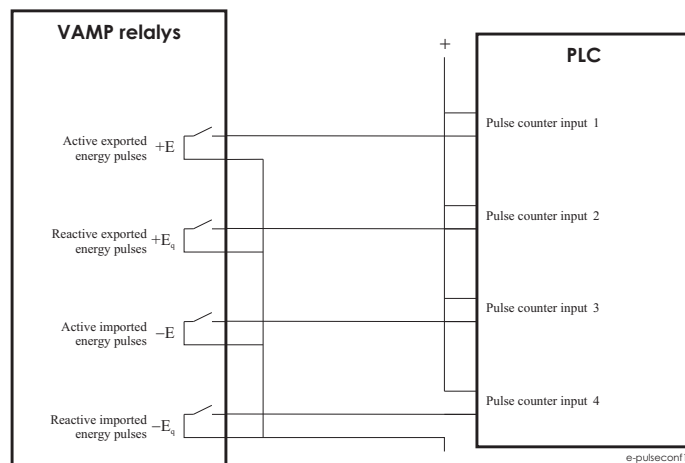 VAMP relalys
PLC
+
Active exported
energy pulses
+E
Pulse counter input 1
Reactive exported
energy pulses
+Eq
Pulse counter input 2
Active imported
energy pulses
–E
Pulse counter input 3
Reactive imported
energy pulses
–Eq
Pulse counter input 4